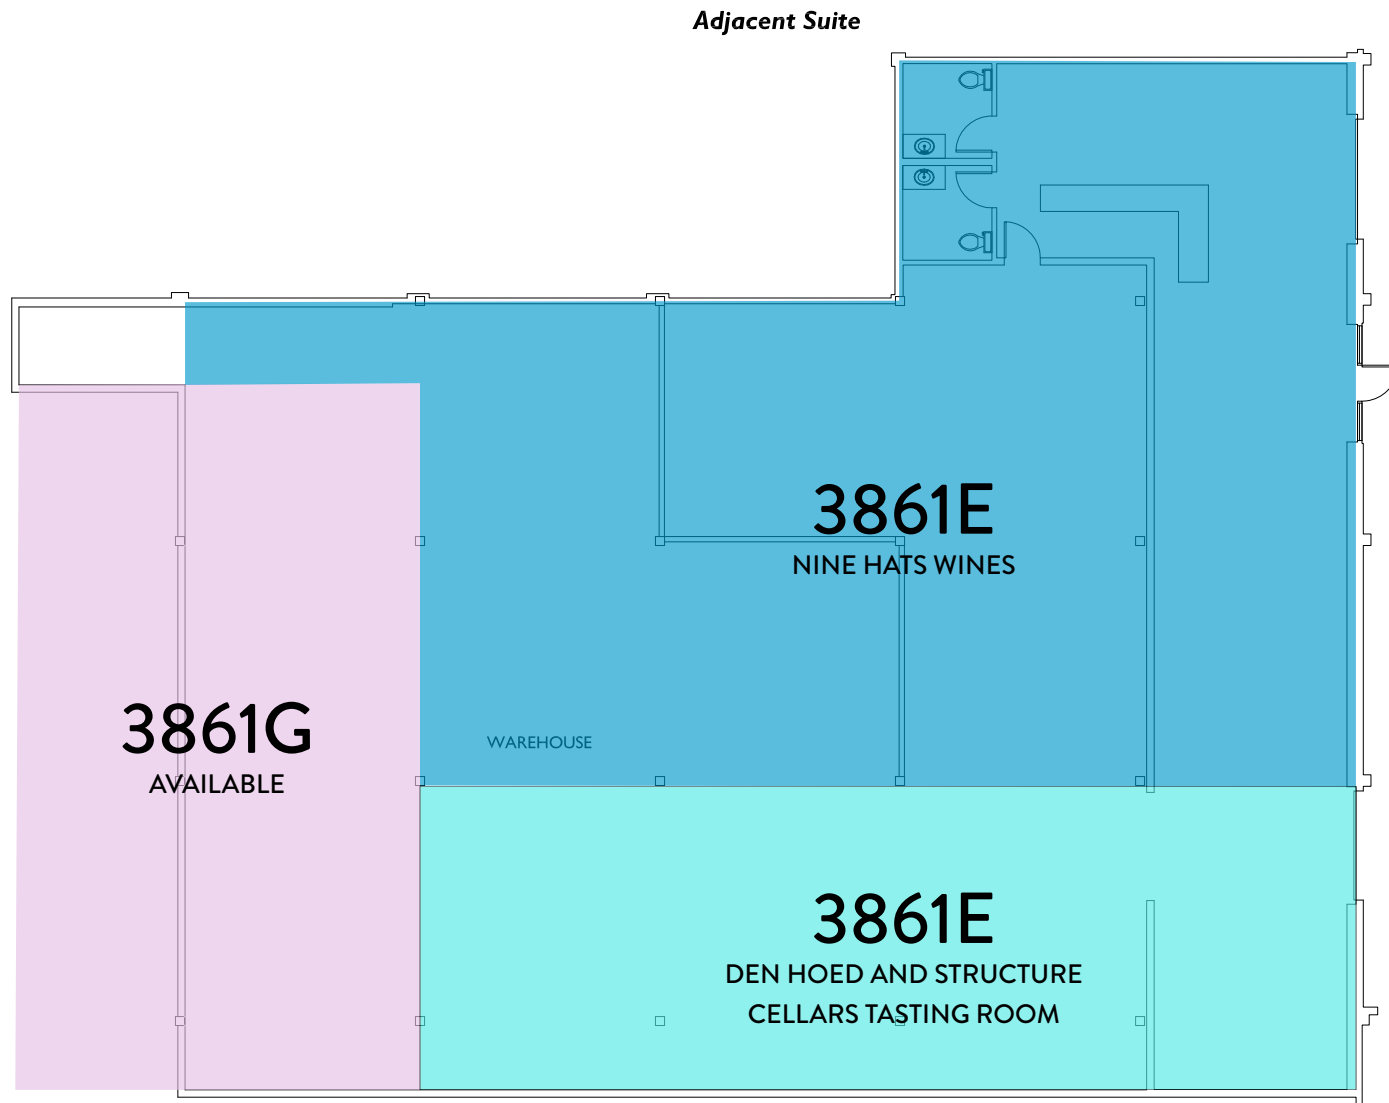 Adjacent Suite
3861E
NINE HATS WINES
3861G
AVAILABLE
WAREHOUSE
3861E
DEN HOED AND STRUCTURE
CELLARS TASTING ROOM